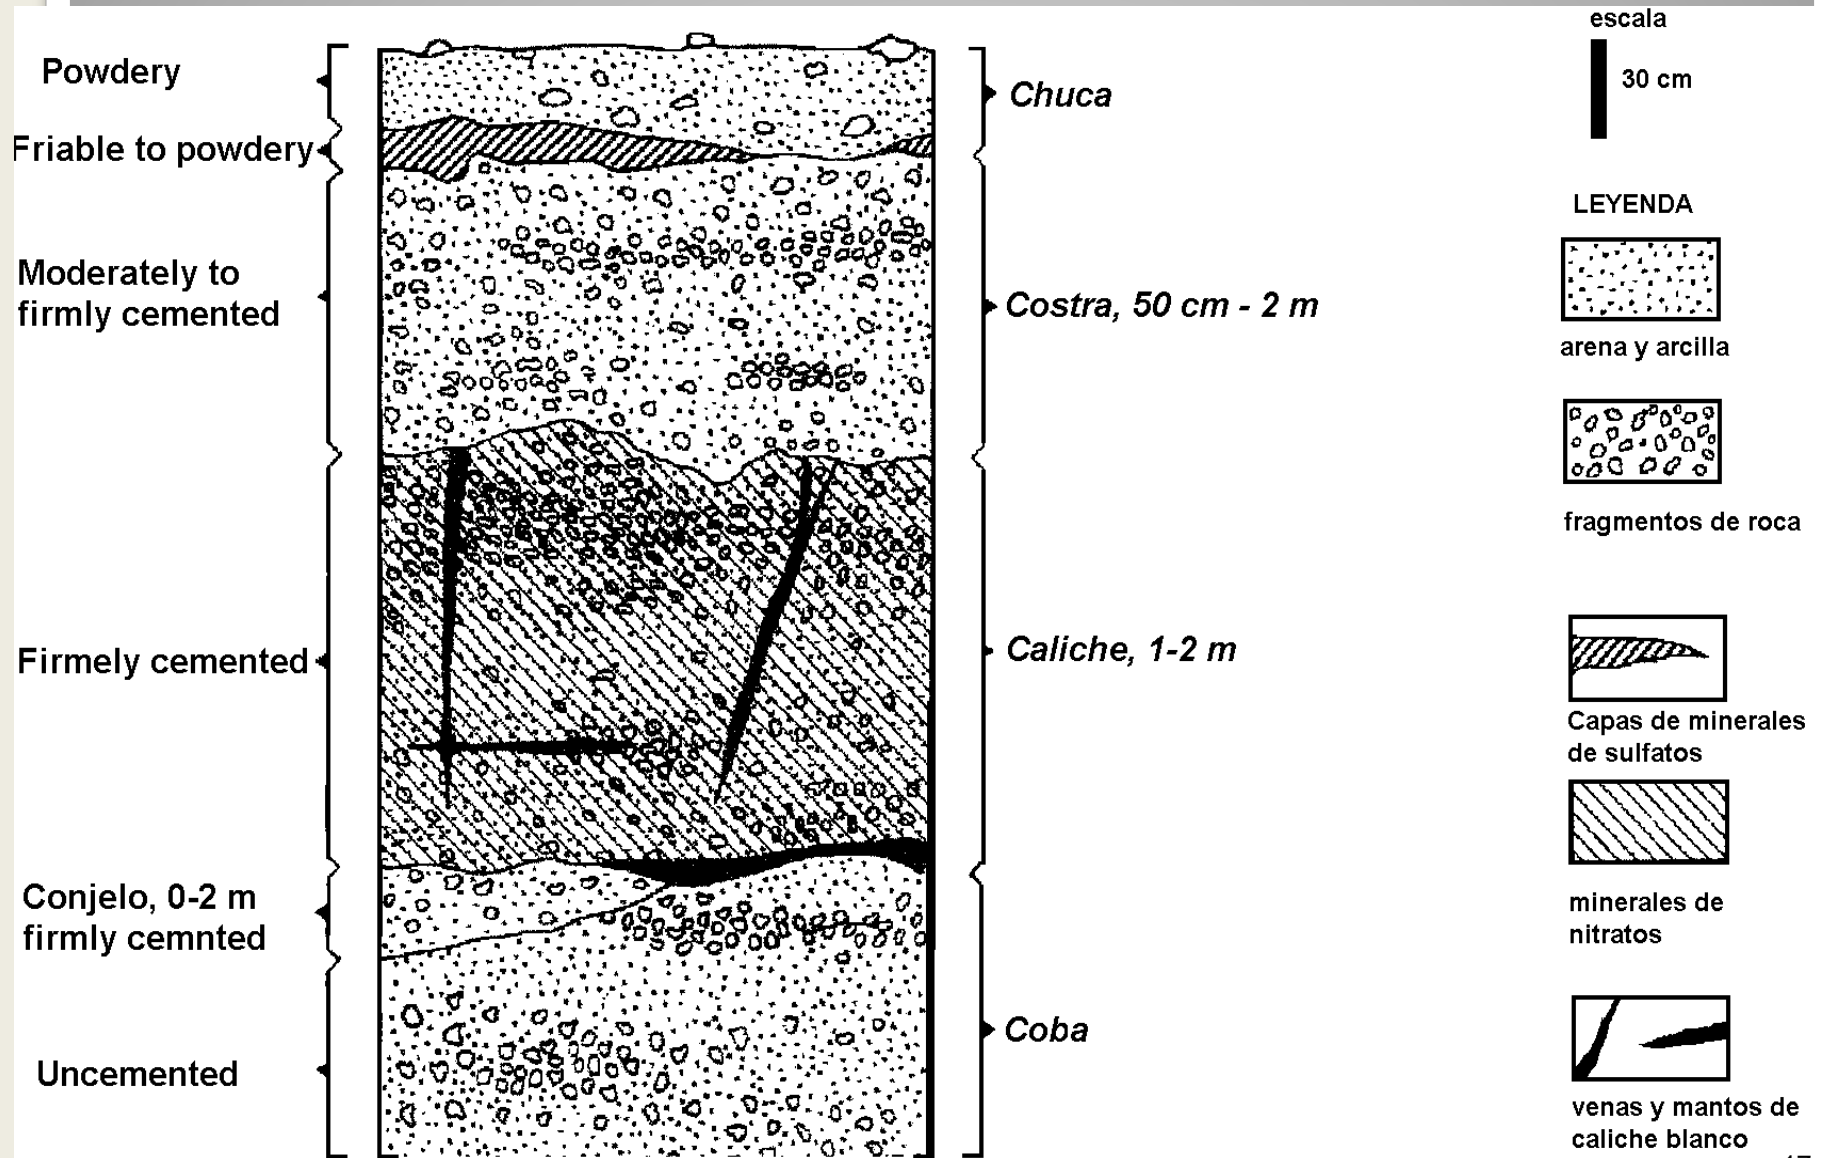 Powdery
Friable to powdery
Moderately to
firmly cemented
Firmely cemented
Conjelo, 0-2 m
firmly cemnted
Uncemented
Chuca
Costra, 50 cm - 2 m
Caliche, 1-2 m
Coba
escala
30 cm
LEYENDA
arena y arcilla
fragmentos de roca
Capas de minerales
de sulfatos
minerales de
nitratos
venas y mantos de
caliche blanco